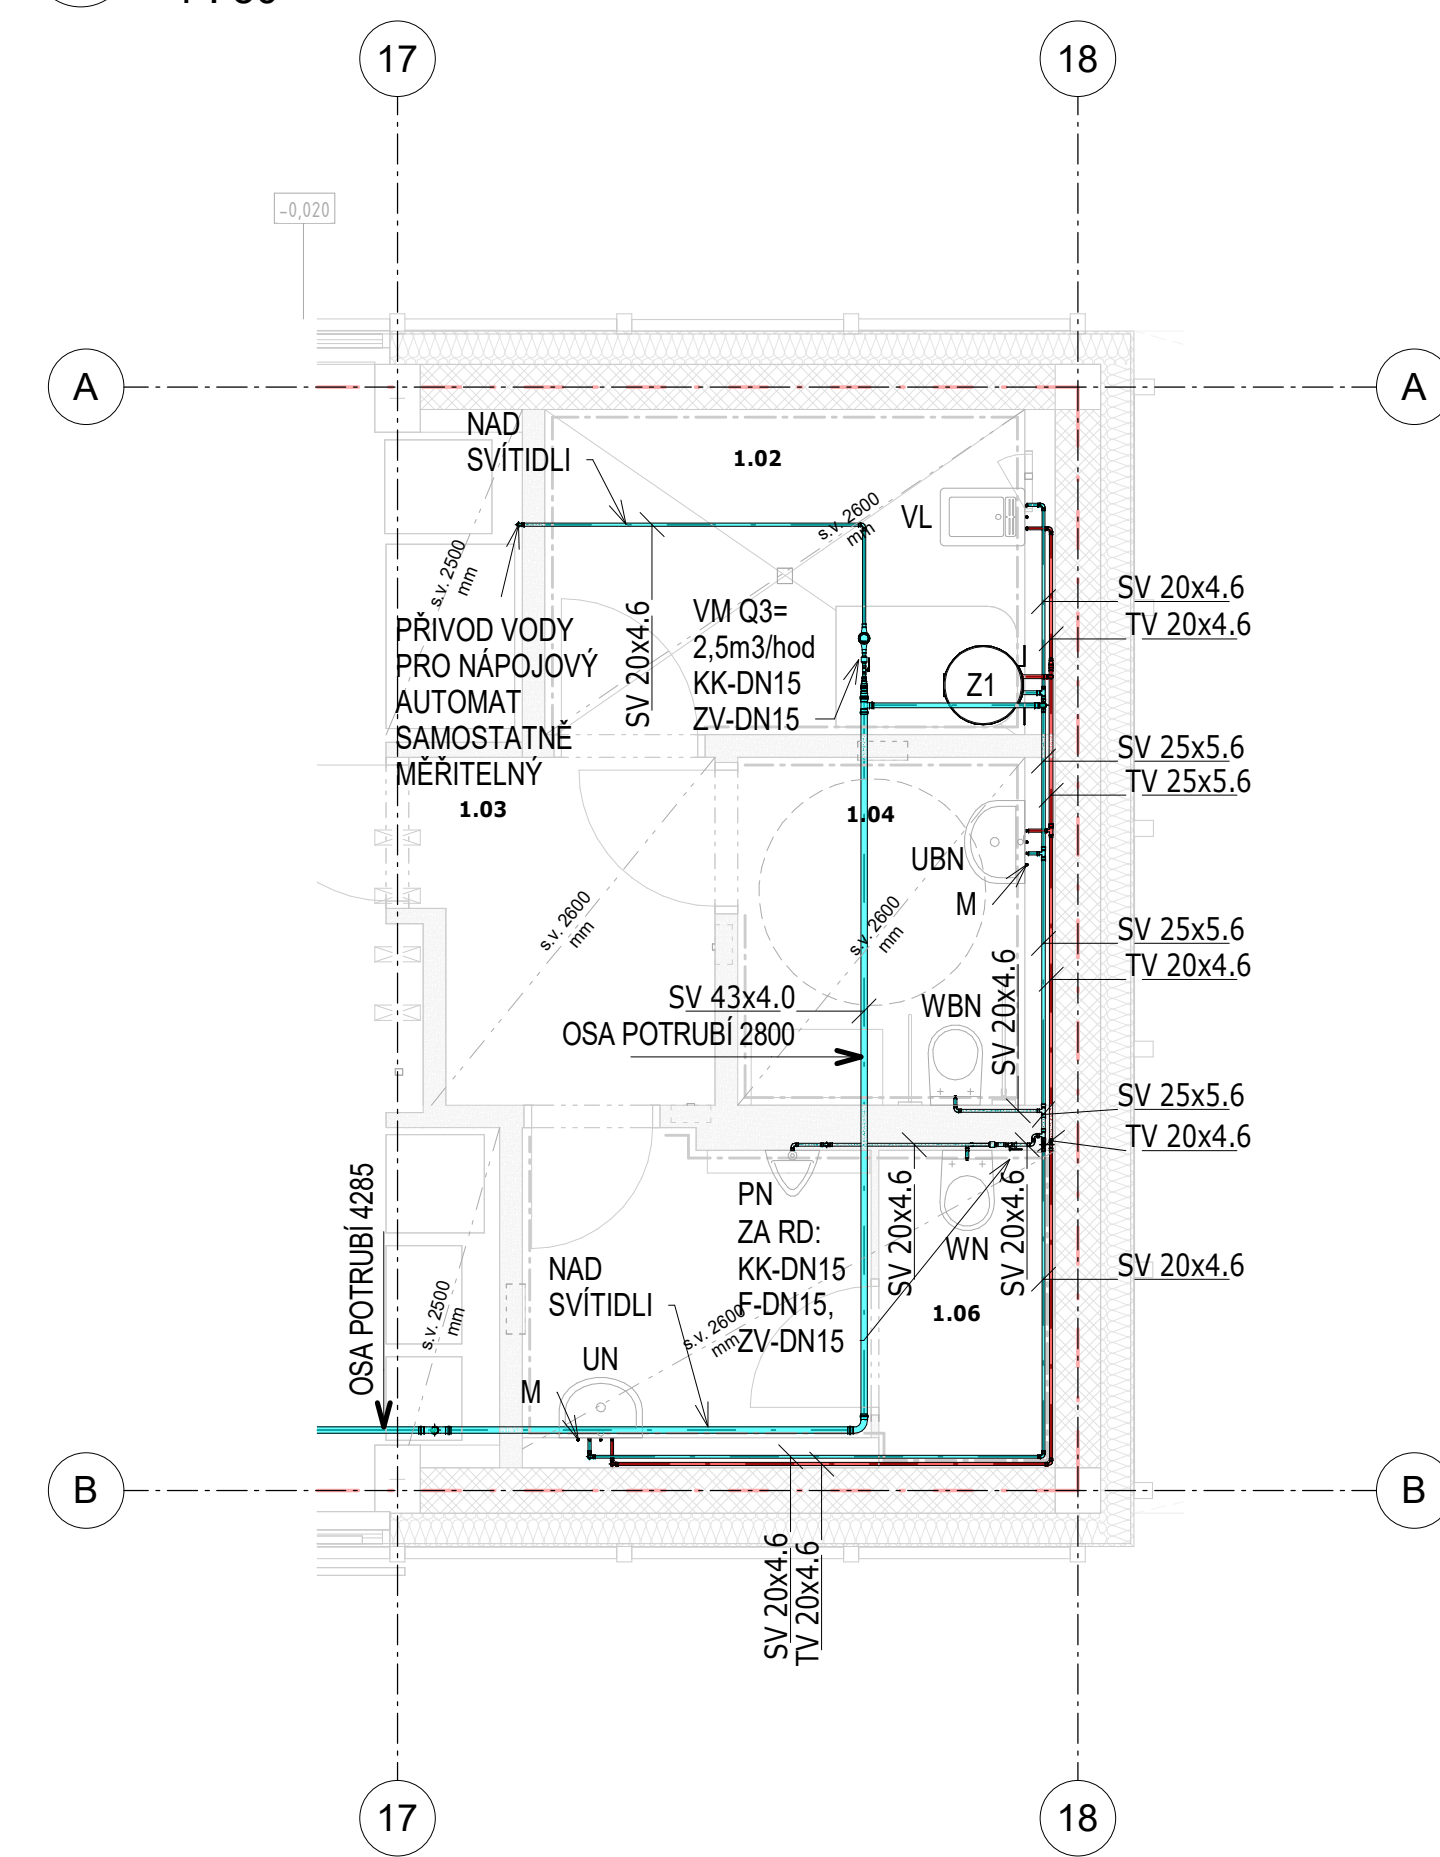 17
18
-0,020
A
A
NAD
SVÍTIDLI
1.02
s.v. 2600
mm
VL
s.v. 2500
mm
PŘIVOD VODY
PRO NÁPOJOVÝ
AUTOMAT
SAMOSTATNĚ
MĚŘITELNÝ
SV 20x4.6
VM Q3=
2,5m3/hod
KK-DN15
ZV-DN15
Z1
SV 20x4.6
TV 20x4.6
SV 25x5.6
TV 25x5.6
1.03
1.04
UBN
M
s.v. 2600
mm
s.v. 2600
mm
SV 25x5.6
TV 20x4.6
SV 20x4.6
SV 43x4.0
OSA POTRUBÍ 2800
WBN
SV 25x5.6
TV 20x4.6
OSA POTRUBÍ 4285
PN
ZA RD:
KK-DN15
F-DN15,
ZV-DN15
SV 20x4.6
WN
SV 20x4.6
SV 20x4.6
NAD
SVÍTIDLI
s.v. 2500
mm
s.v. 2600
mm
1.06
UN
M
B
B
SV 20x4.6
TV 20x4.6
17
18